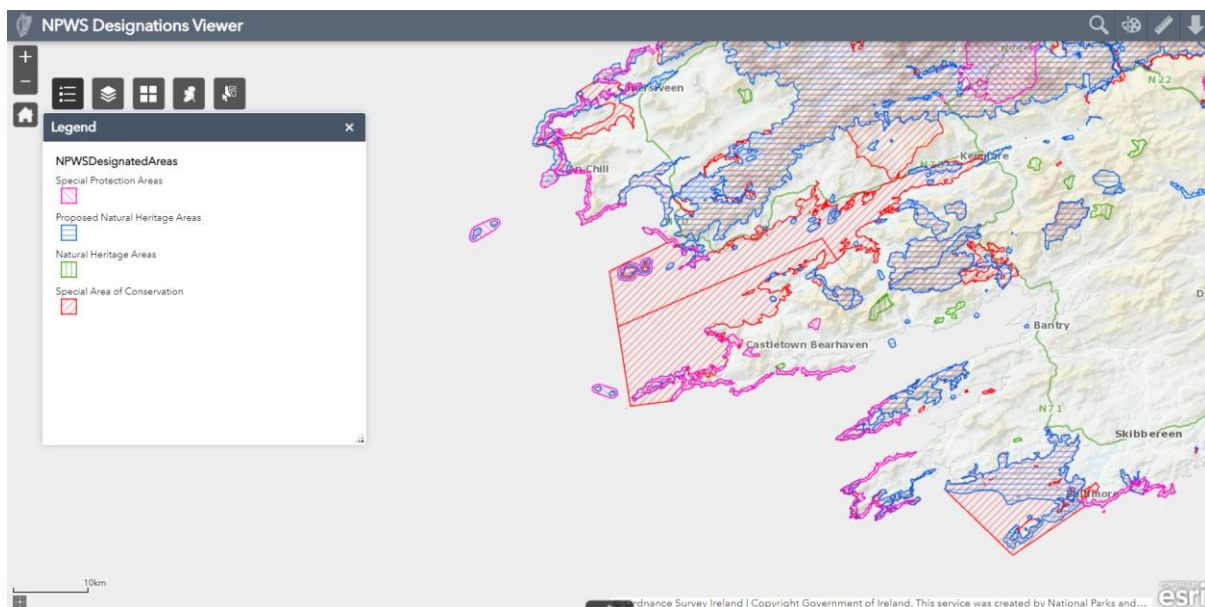 NPWS Designations Viewer
+
−
Legend
×
NPWSDesignatedAreas
Special Protection Areas
Proposed Natural Heritage Areas
Natural Heritage Areas
Special Area of Conservation
N71
N22
Kenmare
Castletown Bearhaven
Bantry
N71
Skibbereen
D
10km
rdnance Survey Ireland | Copyright Government of Ireland. This service was created by National Parks and...
POWERED BY
esri